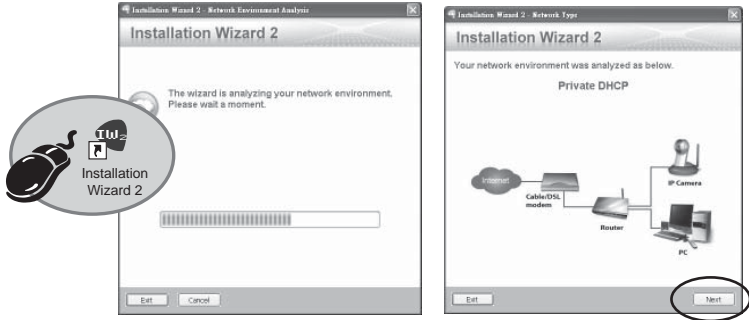 IW2
Installation
Wizard 2
Installation Wizard 2 - Network Environment Analysis
Installation Wizard 2
The wizard is analyzing your network environment.
Please wait a moment.
Exit
Cancel
Installation Wizard 2 - Network Type
Installation Wizard 2
Your network environment was analyzed as below.
Private DHCP
Internet
Cable/DSL
modem
Router
IP Camera
PC
Exit
Next